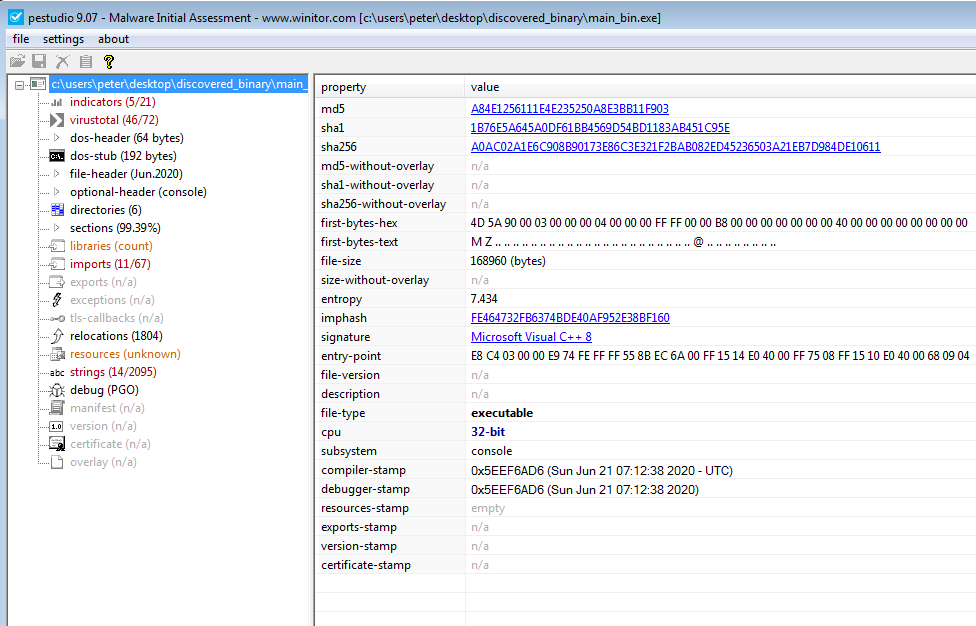 pestudio 9.07 - Malware Initial Assessment - www.winitor.com [c:\users\peter\desktop\discovered_binary\main_bin.exe]
file settings about
c:\users\peter\desktop\discovered_binary\main_
indicators (5/21)
virustotal (46/72)
dos-header (64 bytes)
dos-stub (192 bytes)
file-header (Jun.2020)
optional-header (console)
directories (6)
sections (99.39%)
libraries (count)
imports (11/67)
exports (n/a)
exceptions (n/a)
tls-callbacks (n/a)
relocations (1804)
resources (unknown)
abc strings (14/2095)
debug (PGO)
manifest (n/a)
1.0 version (n/a)
certificate (n/a)
overlay (n/a)
property value
md5 A84E1256111E4E235250A8E3BB11F903
sha1 1B76E5A645A0DF61BB4569D54BD1183AB451C95E
sha256 A0AC02A1E6C908B90173E86C3E321F2BAB082ED45236503A21EB7D984DE10611
md5-without-overlay n/a
sha1-without-overlay n/a
sha256-without-overlay n/a
first-bytes-hex 4D 5A 90 00 03 00 00 00 04 00 00 00 FF FF 00 00 B8 00 00 00 00 00 00 00 40 00 00 00 00 00 00 00
first-bytes-text M Z .. .. .. .. .. .. .. .. .. .. .. .. .. .. .. .. .. .. .. .. .. .. @ .. .. .. .. .. .. ..
file-size 168960 (bytes)
size-without-overlay n/a
entropy 7.434
imphash FE464732FB6374BDE40AF952E38BF160
signature Microsoft Visual C++ 8
entry-point E8 C4 03 00 00 E9 74 FE FF FF 55 8B EC 6A 00 FF 15 14 E0 40 00 FF 75 08 FF 15 10 E0 40 00 68 09 04
file-version n/a
description n/a
file-type executable
cpu 32-bit
subsystem console
compiler-stamp 0x5EEF6AD6 (Sun Jun 21 07:12:38 2020 - UTC)
debugger-stamp 0x5EEF6AD6 (Sun Jun 21 07:12:38 2020)
resources-stamp empty
exports-stamp n/a
version-stamp n/a
certificate-stamp n/a